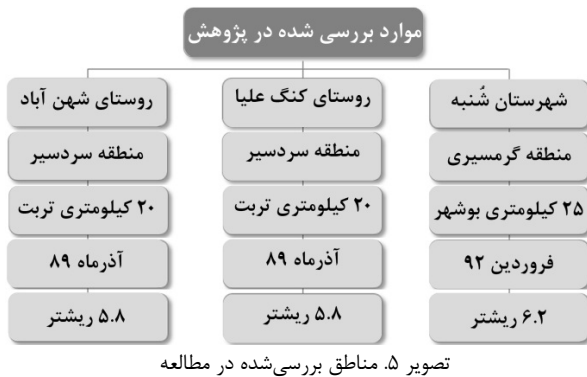 موارد بررسی شده در پژوهش
شهرستان شُنبه
منطقه گرمسیری
۲۵ کیلومتری بوشهر
فروردین ۹۲
۶.۲ ریشتر
روستای کنگ علیا
منطقه سردسیر
۲۰ کیلومتری تربت
آذرماه ۸۹
۵.۸ ریشتر
روستای شهن آباد
منطقه سردسیر
۲۰ کیلومتری تربت
آذرماه ۸۹
۵.۸ ریشتر
تصویر ۵. مناطق بررسی‌شده در مطالعه